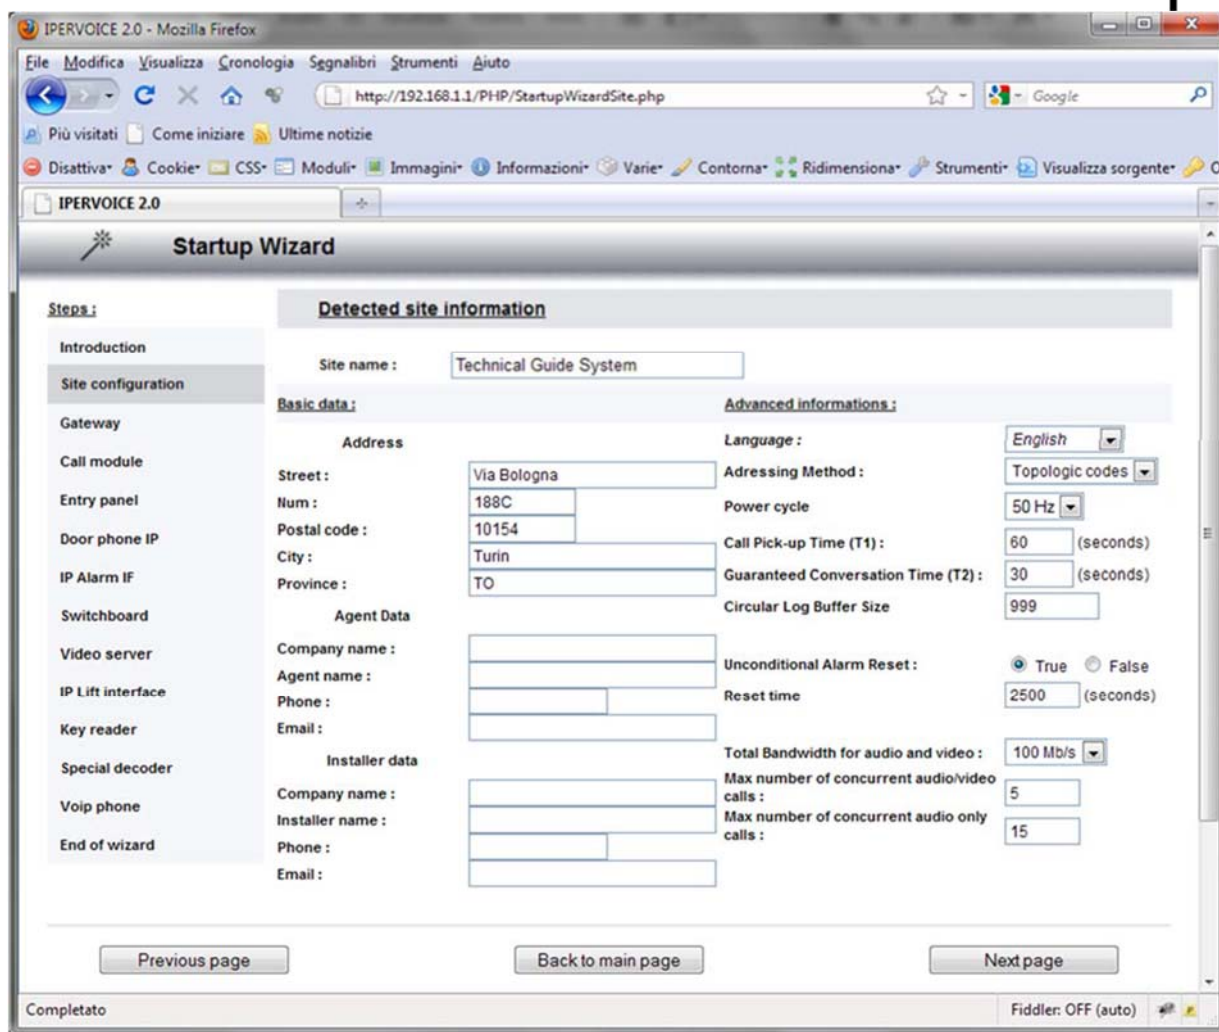 IPERVOICE 2.0 - Mozilla Firefox
File Modifica Visualizza Cronologia Segnalibri Strumenti Aiuto
http://192.168.1.1/PHP/StartupWizardSite.php Google
Più visitati Come iniziare Ultime notizie
Disattiva Cookie CSS Moduli Immagini Informazioni Varie Contorna Ridimensiona Strumenti Visualizza sorgente
IPERVOICE 2.0
Startup Wizard
Steps :
Introduction
Site configuration
Gateway
Call module
Entry panel
Door phone IP
IP Alarm IF
Switchboard
Video server
IP Lift interface
Key reader
Special decoder
Voip phone
End of wizard
Detected site information
Site name : Technical Guide System
Basic data :
Address
Street : Via Bologna
Num : 188C
Postal code : 10154
City : Turin
Province : TO
Agent Data
Company name :
Agent name :
Phone :
Email :
Installer data
Company name :
Installer name :
Phone :
Email :
Advanced informations :
Language : English
Adressing Method : Topologic codes
Power cycle 50 Hz
Call Pick-up Time (T1) : 60 (seconds)
Guaranteed Conversation Time (T2) : 30 (seconds)
Circular Log Buffer Size 999
Unconditional Alarm Reset : True False
Reset time 2500 (seconds)
Total Bandwidth for audio and video : 100 Mb/s
Max number of concurrent audio/video
calls : 5
Max number of concurrent audio only
calls : 15
Previous page Back to main page Next page
Completato Fiddler: OFF (auto)